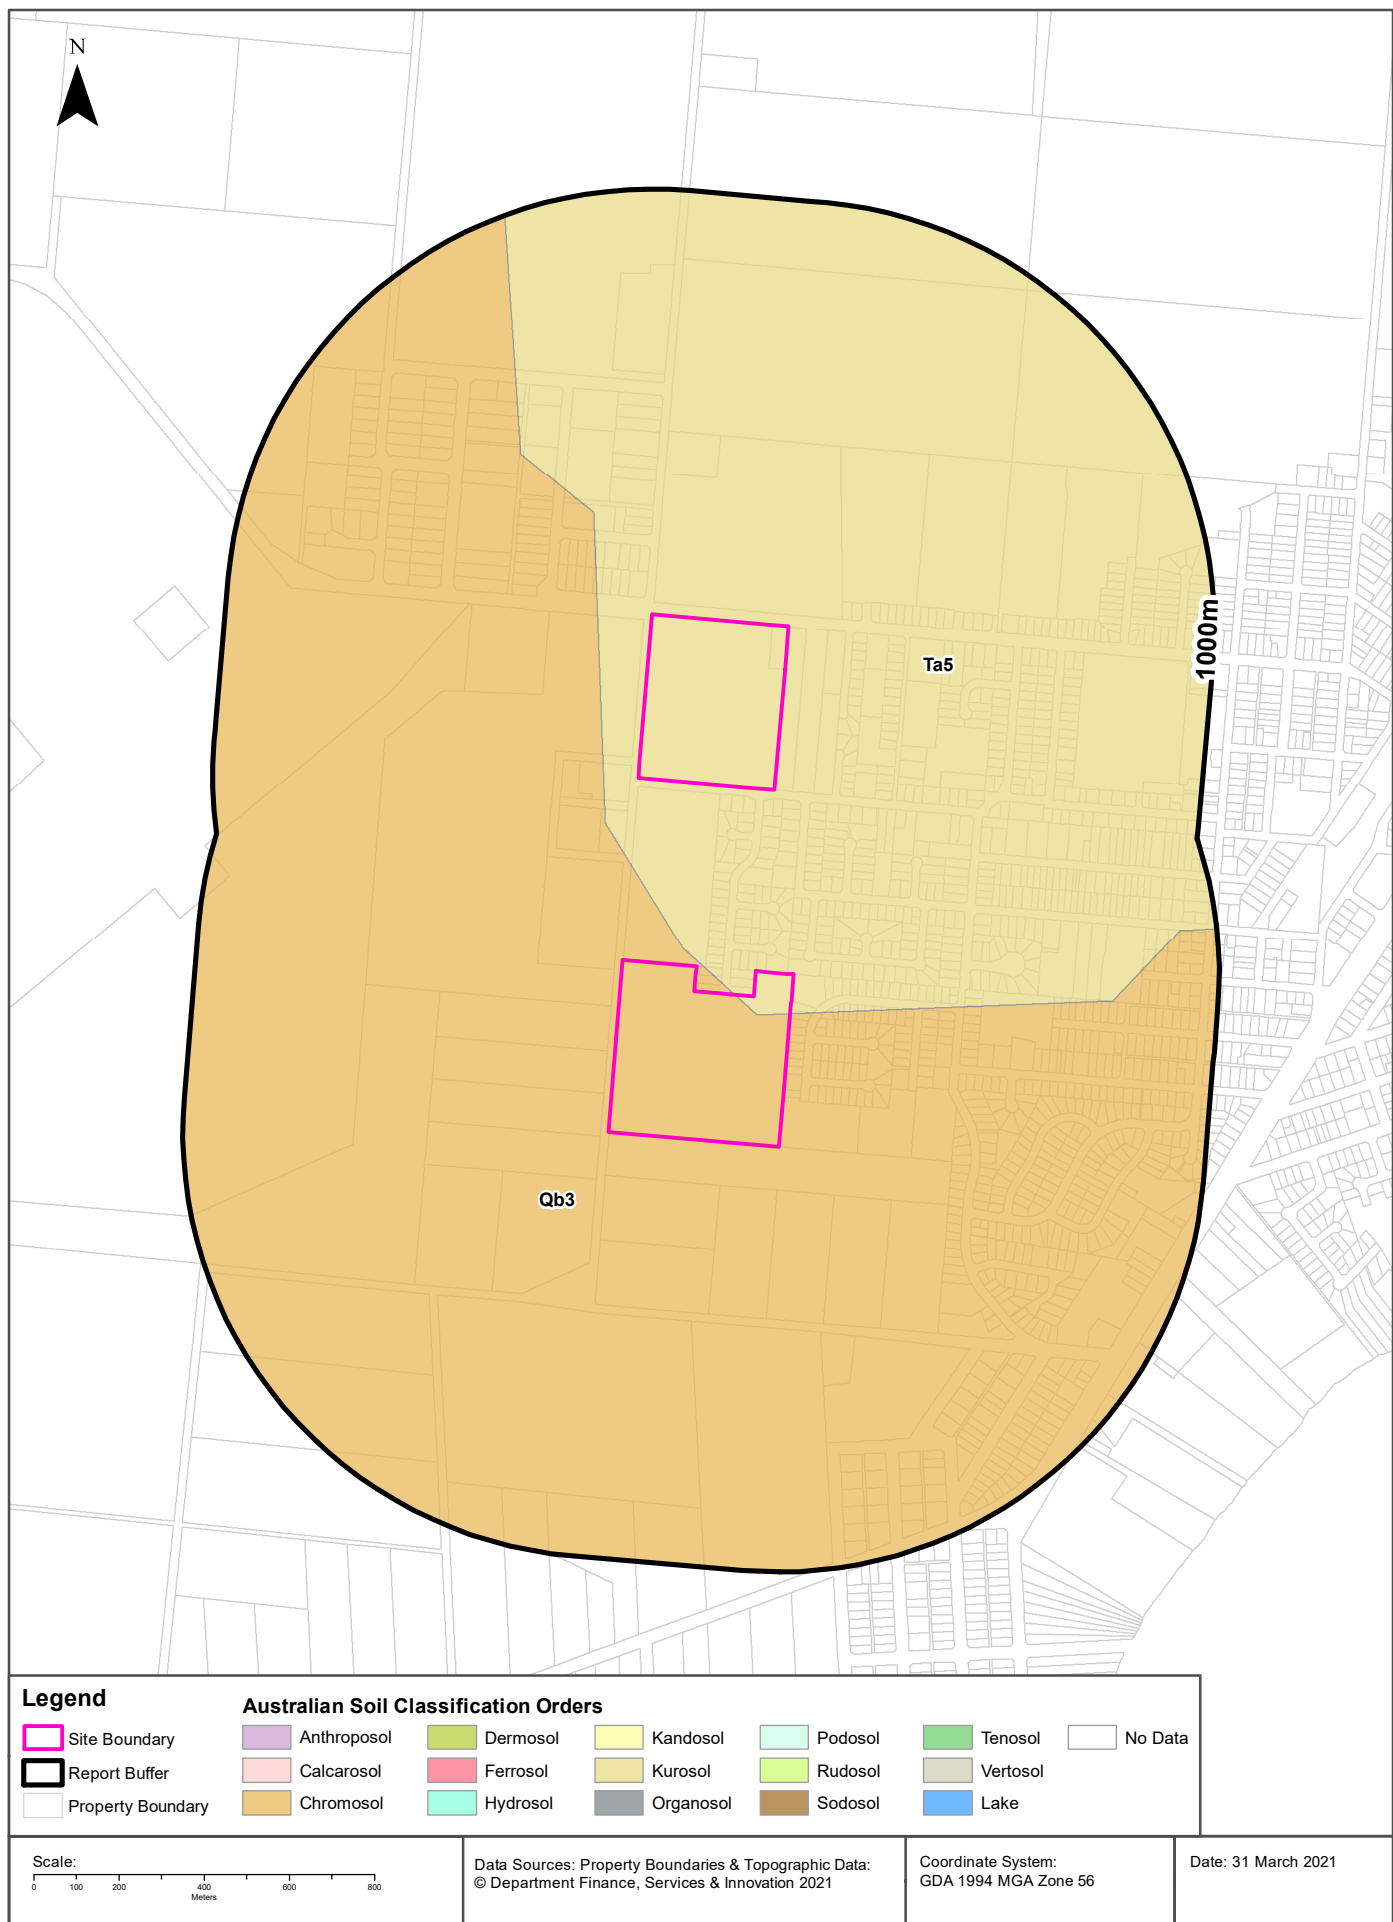 N
1000m
Ta5
Qb3
Legend
Site Boundary
Report Buffer
Property Boundary
Australian Soil Classification Orders
Anthroposol
Dermosol
Kandosol
Podosol
Tenosol
No Data
Calcarosol
Ferrosol
Kurosol
Rudosol
Vertosol
Chromosol
Hydrosol
Organosol
Sodosol
Lake
Scale:
0 100 200 400 600 800
Meters
Data Sources: Property Boundaries & Topographic Data:
© Department Finance, Services & Innovation 2021
Coordinate System:
GDA 1994 MGA Zone 56
Date: 31 March 2021